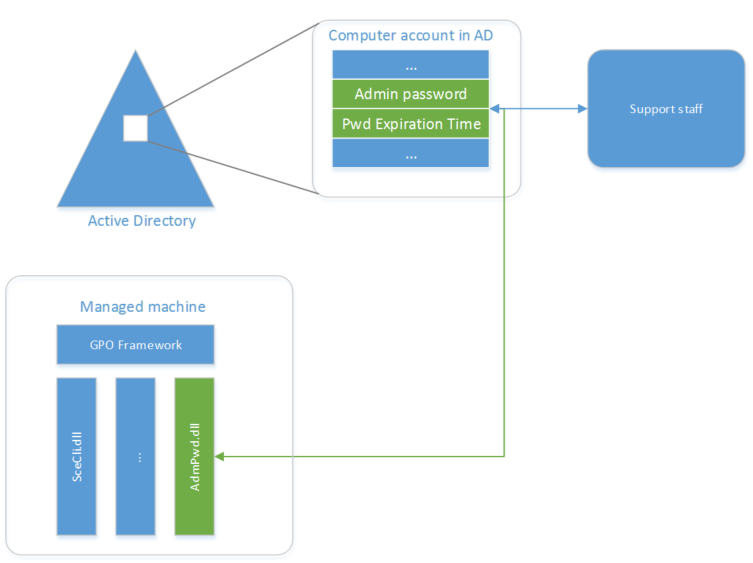 Computer account in AD
...
Admin password
Pwd Expiration Time
...
Support staff
Active Directory
Managed machine
GPO Framework
SceCli.dll
...
AdmPwd.dll